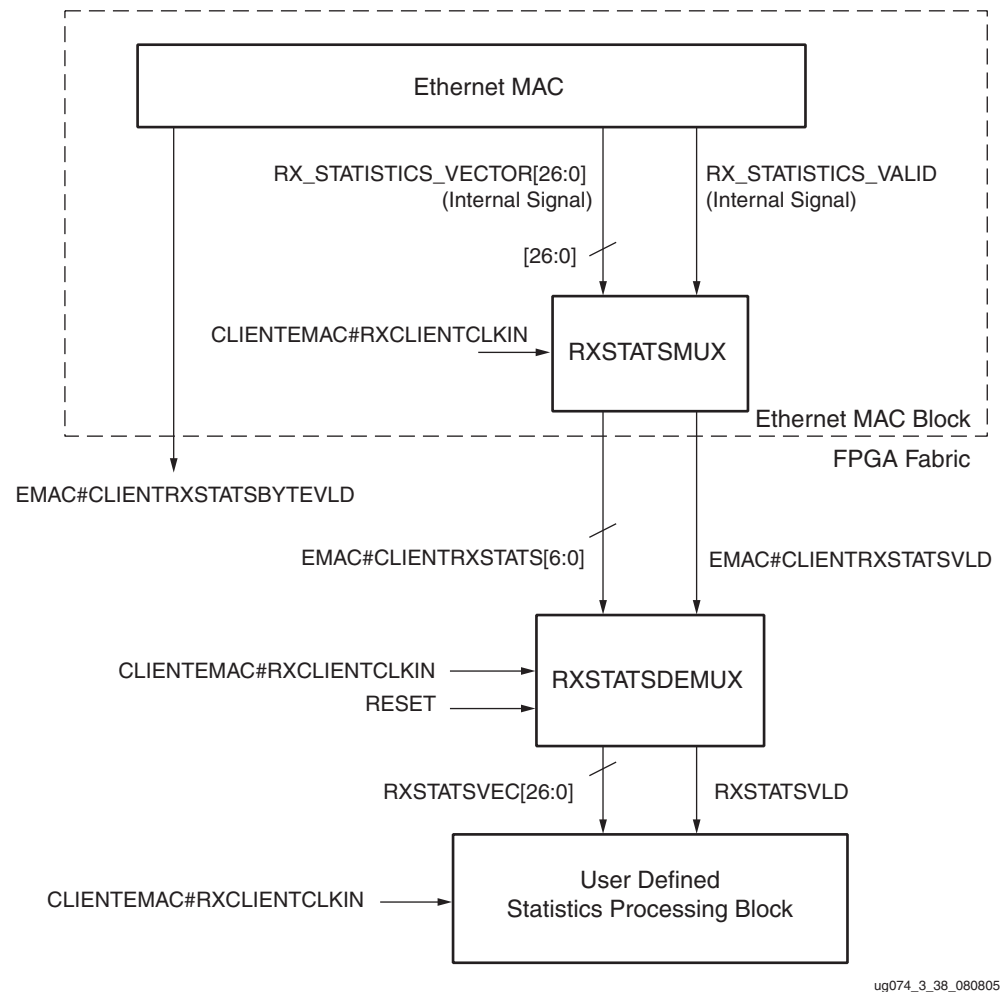 Ethernet MAC
RX_STATISTICS_VECTOR[26:0]
(Internal Signal)
RX_STATISTICS_VALID
(Internal Signal)
[26:0]
CLIENTEMAC#RXCLIENTCLKIN
RXSTATSMUX
Ethernet MAC Block
FPGA Fabric
EMAC#CLIENTRXSTATSBYTEVLD
EMAC#CLIENTRXSTATS[6:0]
EMAC#CLIENTRXSTATSVLD
CLIENTEMAC#RXCLIENTCLKIN
RESET
RXSTATSDEMUX
RXSTATSVEC[26:0]
RXSTATSVLD
CLIENTEMAC#RXCLIENTCLKIN
User Defined
Statistics Processing Block
ug074_3_38_080805